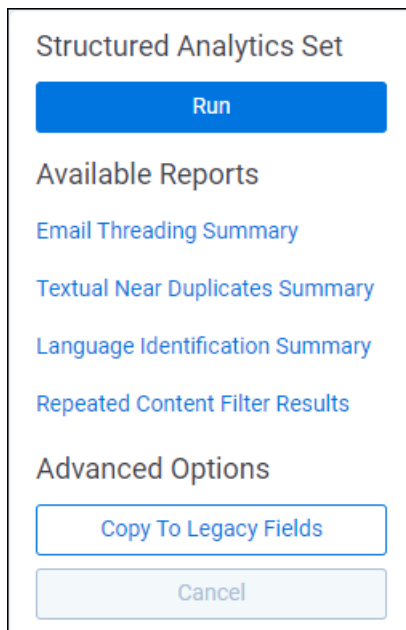 Structured Analytics Set
Run
Available Reports
Email Threading Summary
Textual Near Duplicates Summary
Language Identification Summary
Repeated Content Filter Results
Advanced Options
Copy To Legacy Fields
Cancel